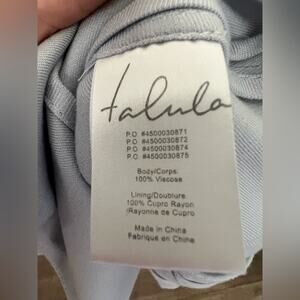 talula
P.O #4500030871
P.O #4500030872
P.O #4500030874
P.O #4500030875
Body/Corps:
100% Viscose
Lining/Doublure:
100% Cupro Rayon
(Rayonne de Cupro)
Made in China
Fabrique en Chine